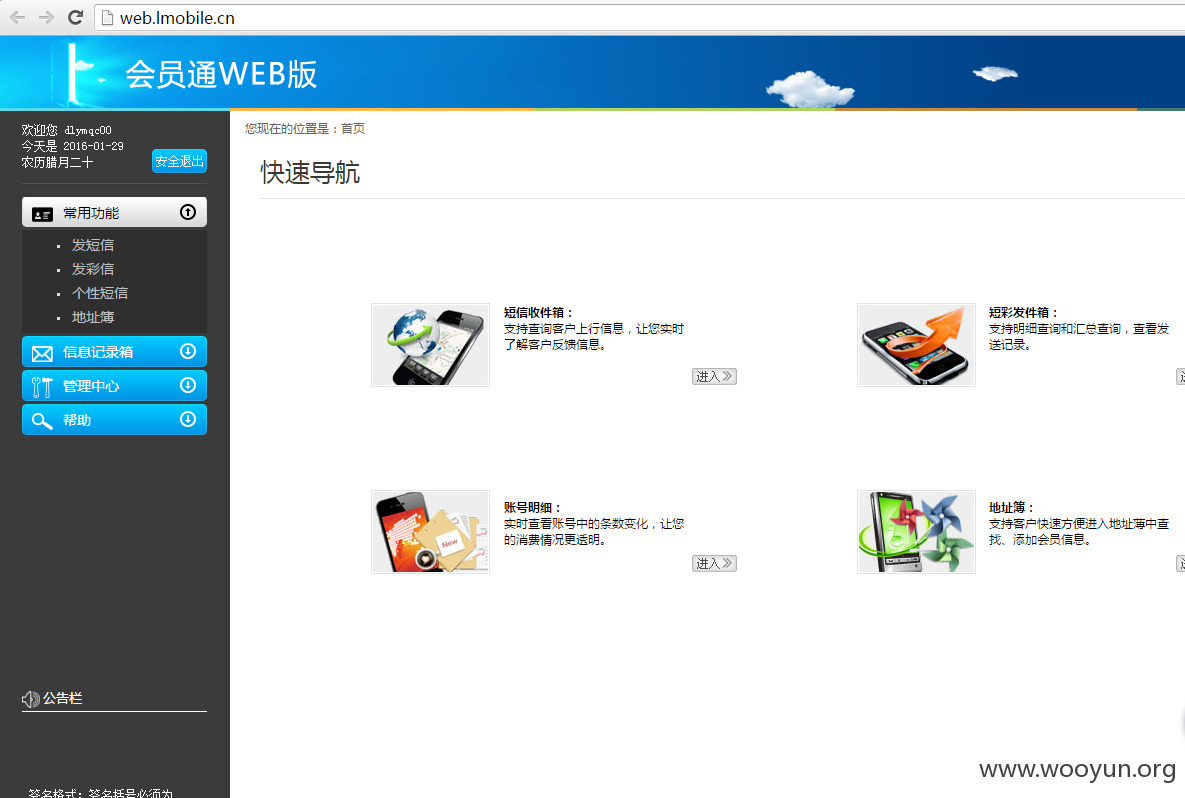 web.lmobile.cn
会员通WEB版
欢迎您 dlymqc00
今天是 2016-01-29
农历腊月二十
安全退出
常用功能
发短信
发彩信
个性短信
地址簿
信息记录箱
管理中心
帮助
公告栏
签名格式：签名括号必须为
您现在的位置是：首页
快速导航
短信收件箱：
支持查询客户上行信息，让您实时
了解客户反馈信息。
进入
短彩发件箱：
支持明细查询和汇总查询，查看发
送记录。
账号明细：
实时查看账号中的条数变化，让您
的消费情况更透明。
进入
New
地址簿：
支持客户快速方便进入地址薄中查
找、添加会员信息。
www.wooyun.org